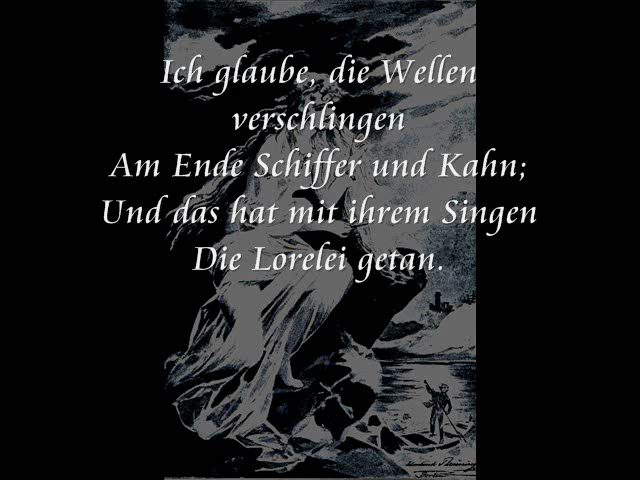 Ich glaube, die Wellen
verschlingen
Am Ende Schiffer und Kahn;
Und das hat mit ihrem Singen
Die Lorelei getan.